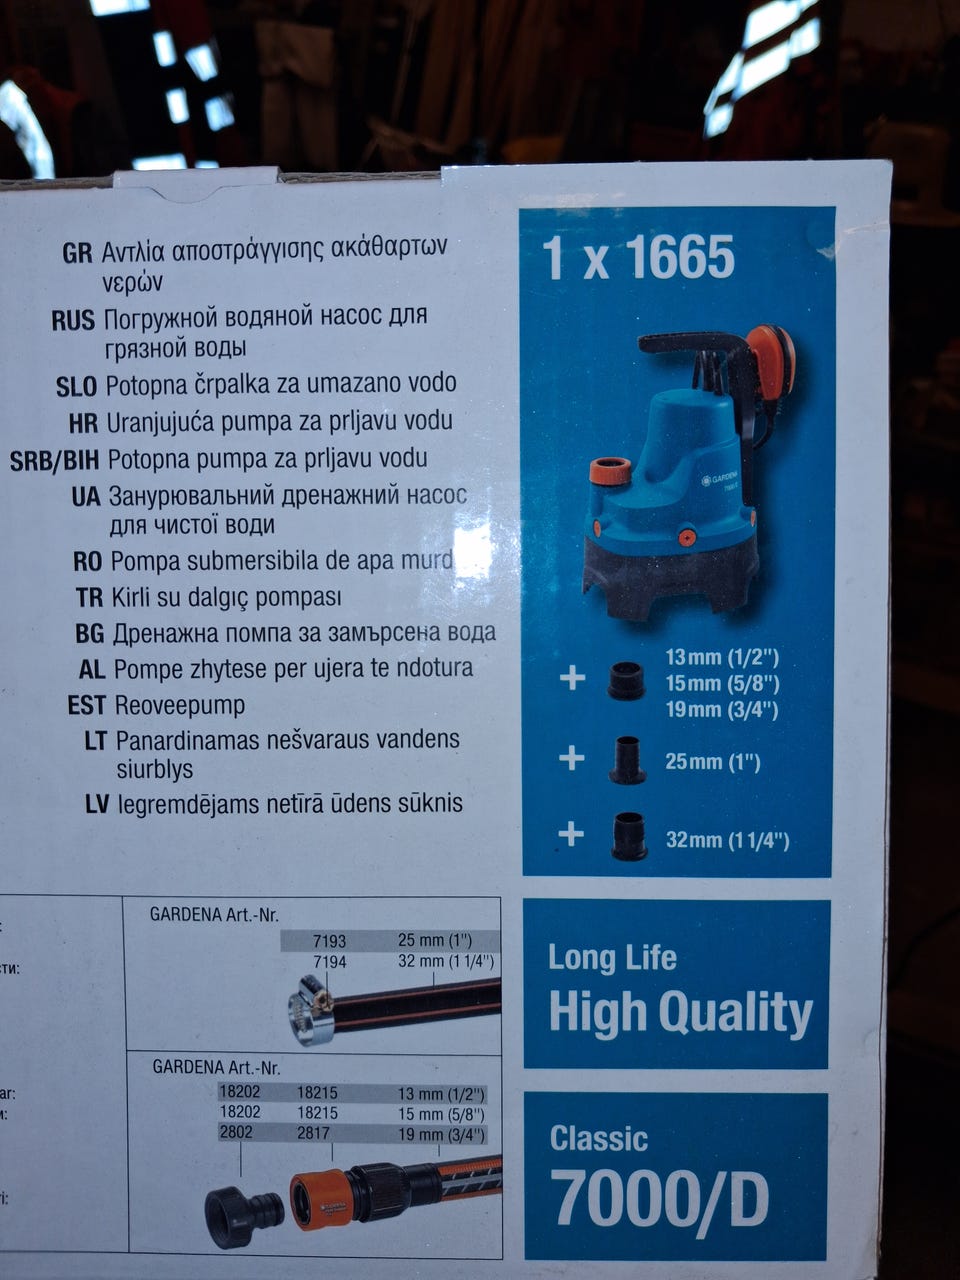 GR Αντλία αποστράγγισης ακάθαρτων
νερών
RUS Погружной водяной насос для
грязной воды
SLO Potopna črpalka za umazano vodo
HR Uranjujuća pumpa za prljavu vodu
SRB/BIH Potopna pumpa za prljavu vodu
UA Занурювальний дренажний насос
для чистої води
RO Pompa submersibila de apa murd
TR Kirli su dalgıç pompası
BG Дренажна помпа за замърсена вода
AL Pompe zhytese per ujera te ndotura
EST Reoveepump
LT Panardinamas nešvaraus vandens
siurblys
LV Iegremdējams netīrā ūdens sūknis
1 x 1665
GARDENA
7000/D
+ 13mm (1/2")
15mm (5/8")
19mm (3/4")
+ 25mm (1")
+ 32mm (1 1/4")
сти:
ar:
GARDENA Art.-Nr.
7193 25 mm (1")
7194 32 mm (1 1/4")
GARDENA Art.-Nr.
18202 18215 13 mm (1/2")
18202 18215 15 mm (5/8")
2802 2817 19 mm (3/4")
GARDENA
Long Life
High Quality
Classic
7000/D